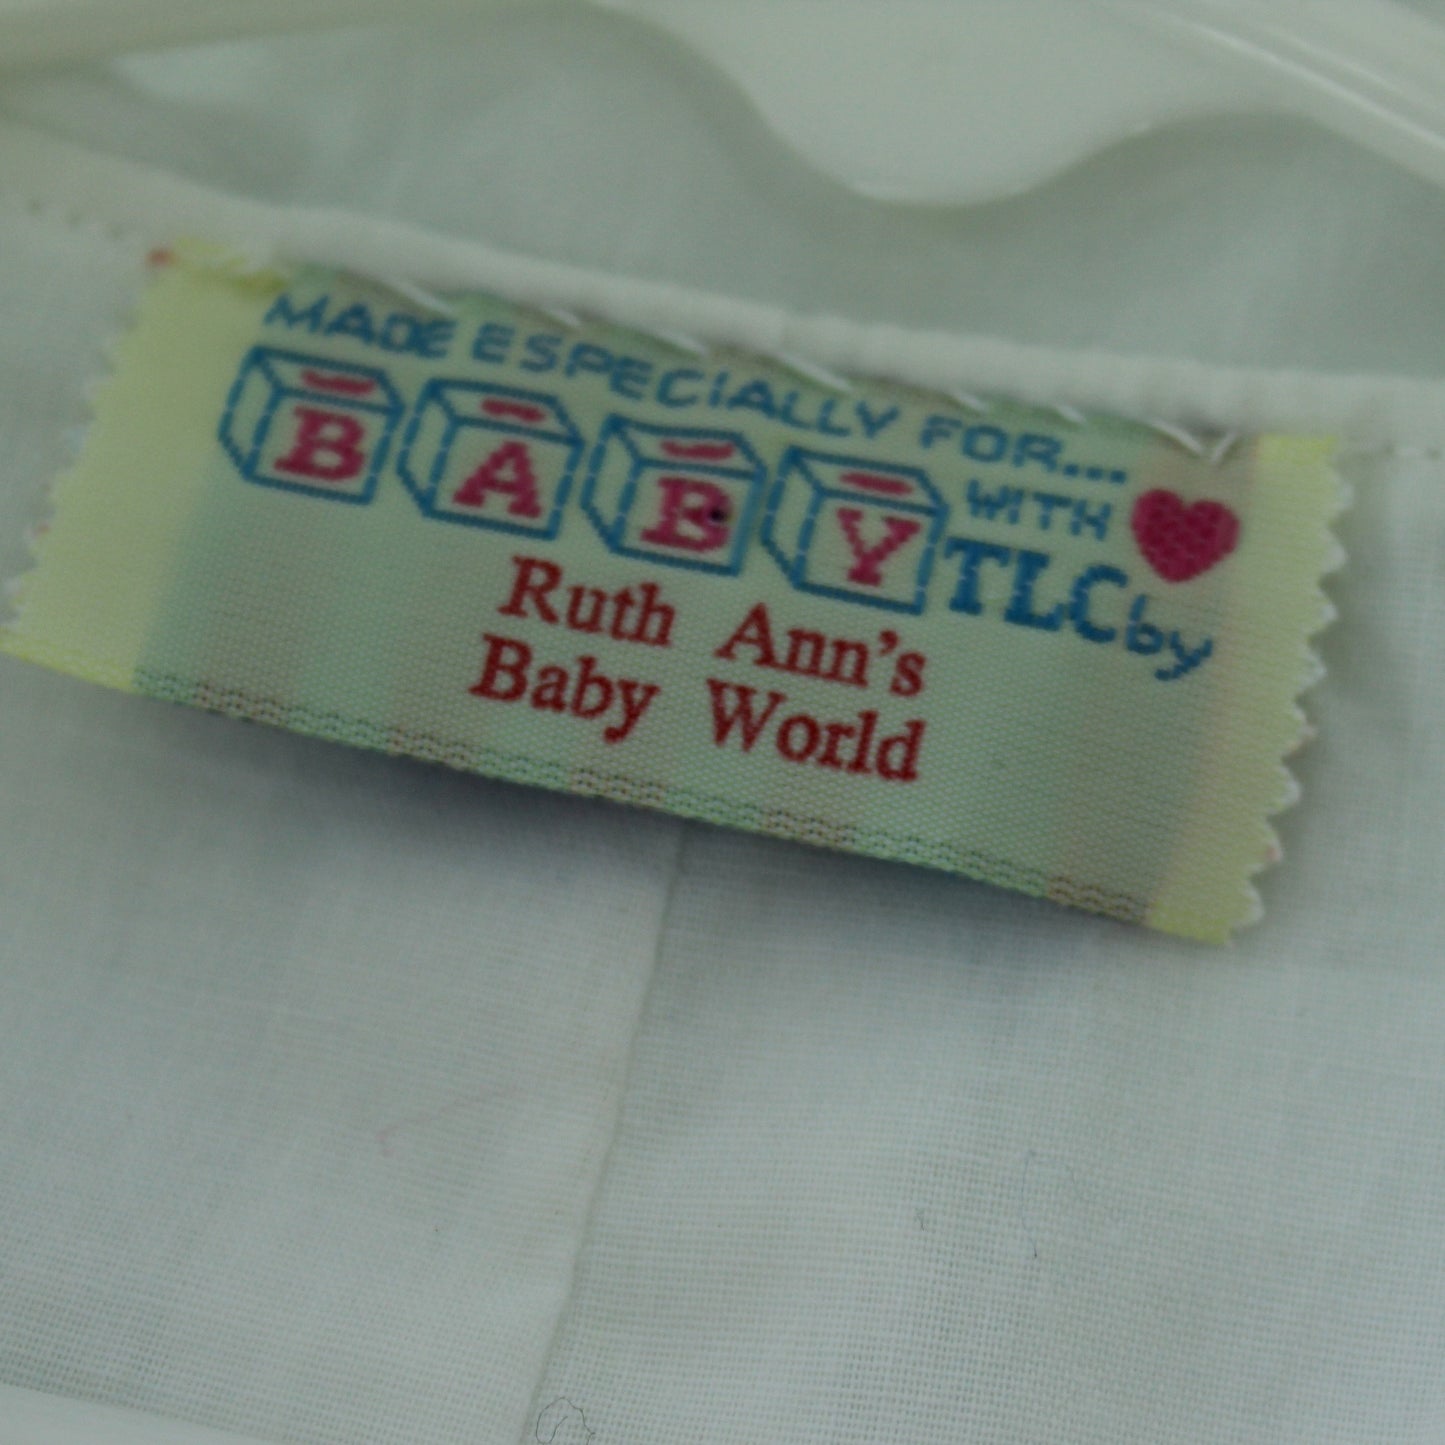 MADE ESPECIALLY FOR...
BABY WITH
TLC by
Ruth Ann's
Baby World